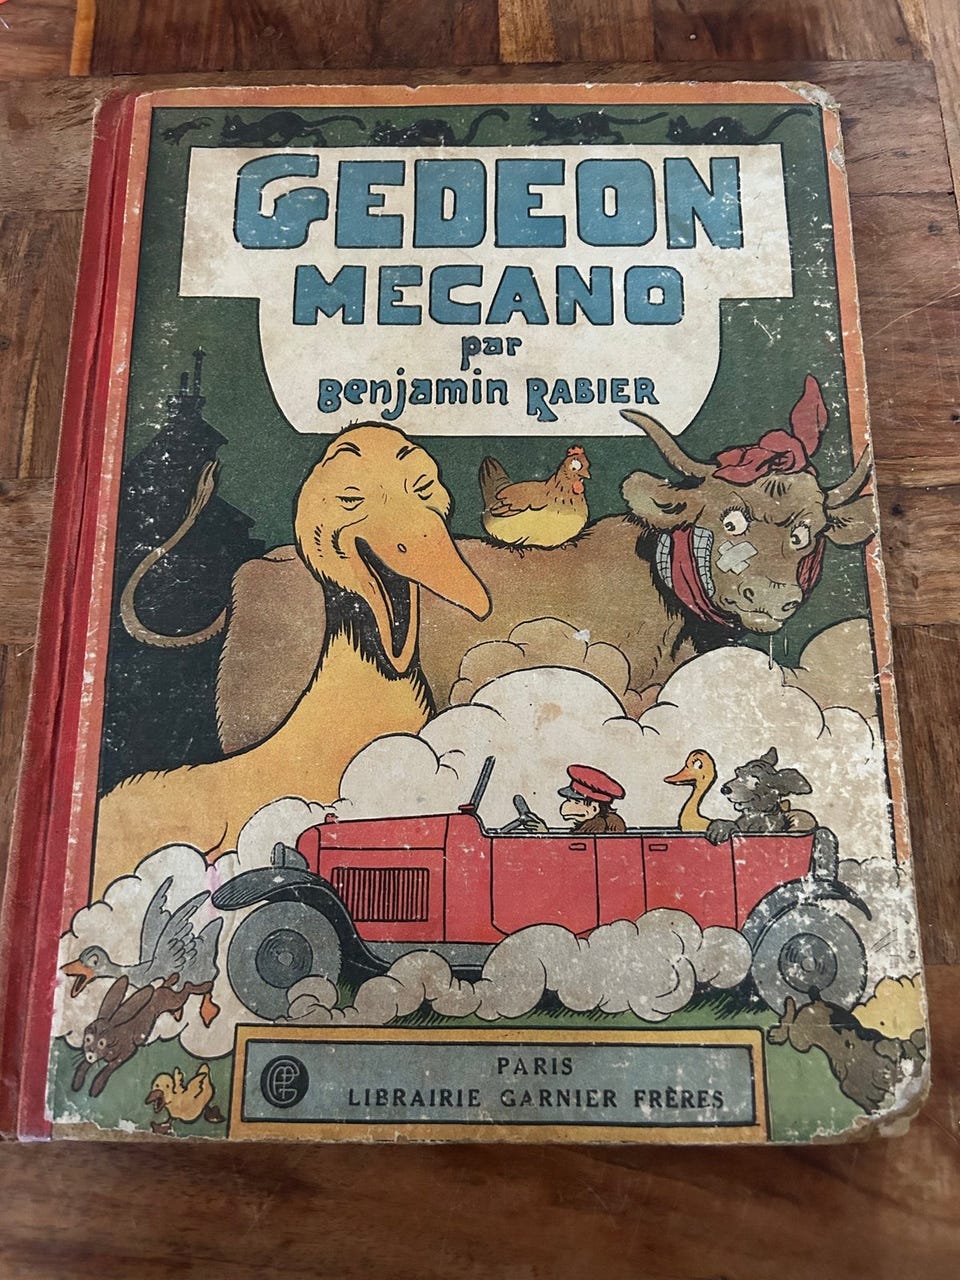 GEDEON
MECANO
par
Benjamin RABIER
PARIS
LIBRAIRIE GARNIER FRÈRES